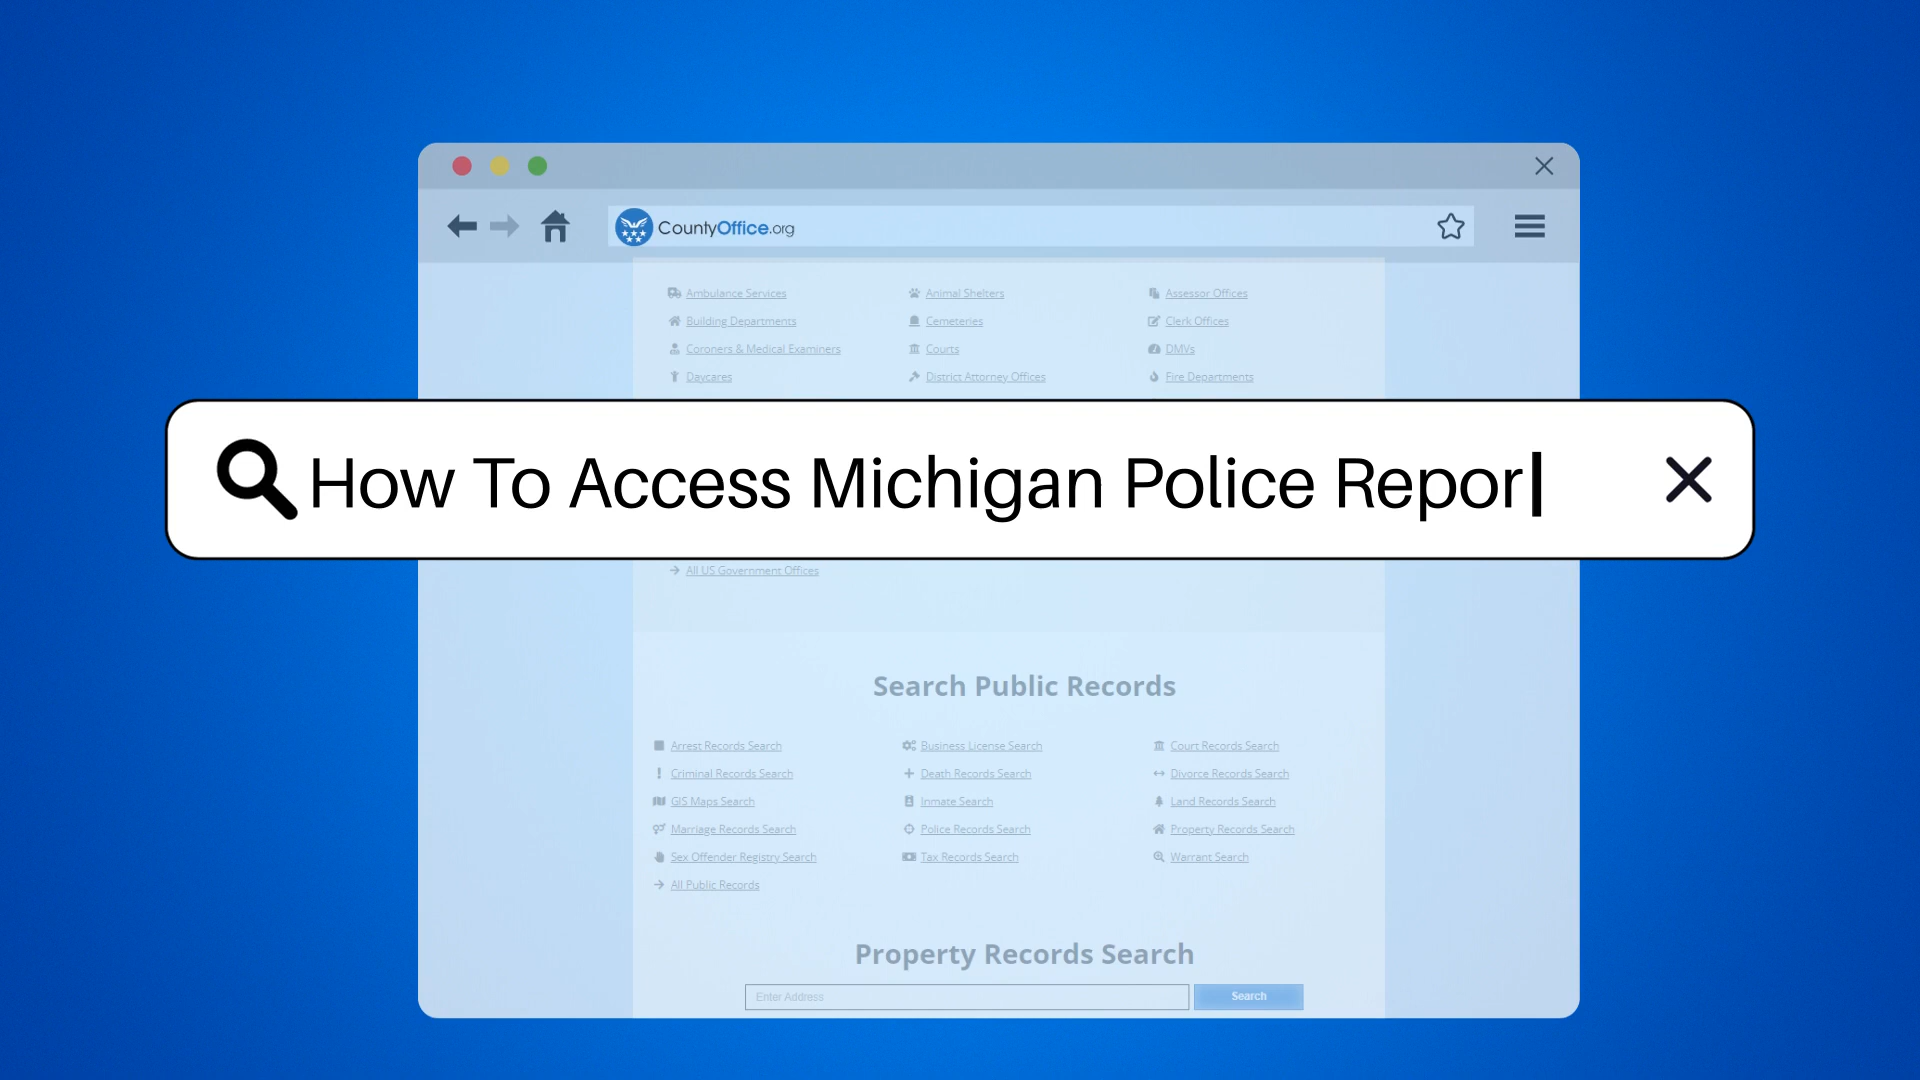 CountyOffice.org
Ambulance Services Animal Shelters Assessor Offices
Building Departments Cemeteries Clerk Offices
Coroners & Medical Examiners Courts DMVs
Daycares District Attorney Offices Fire Departments
How To Access Michigan Police Repor
All US Government Offices
Search Public Records
Arrest Records Search Business License Search Court Records Search
Criminal Records Search Death Records Search Divorce Records Search
GIS Maps Search Inmate Search Land Records Search
Marriage Records Search Police Records Search Property Records Search
Sex Offender Registry Search Tax Records Search Warrant Search
All Public Records
Property Records Search
Enter Address Search